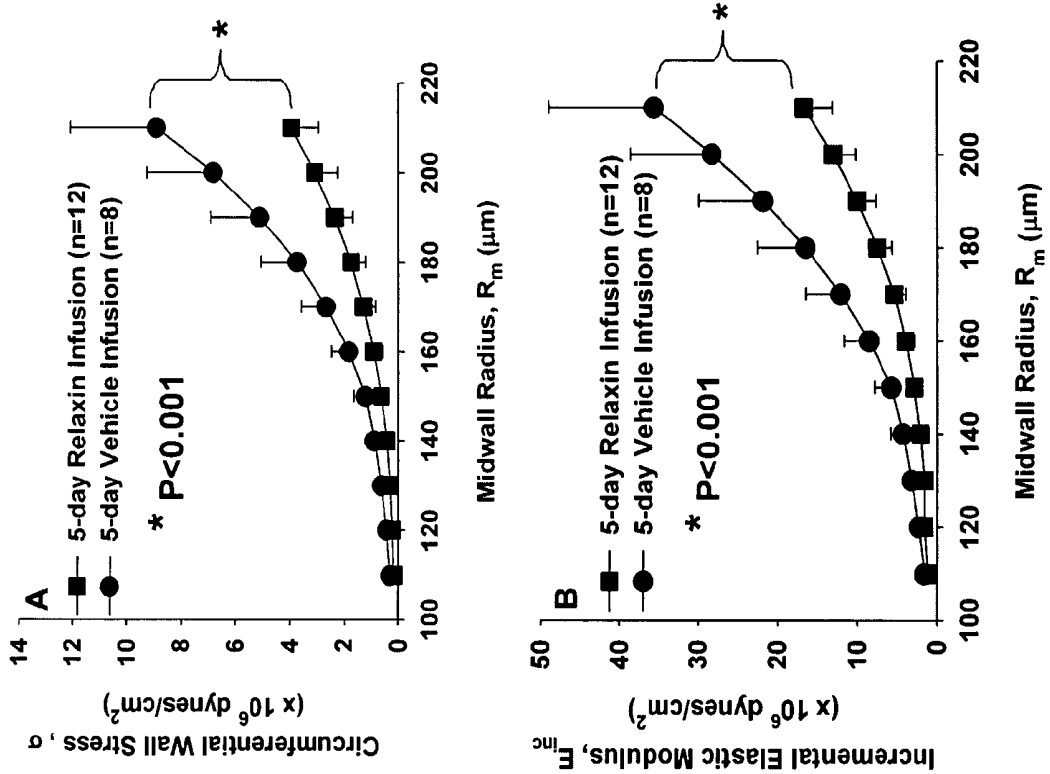 A
5-day Relaxin Infusion (n=12)
5-day Vehicle Infusion (n=8)
* P<0.001
*
14
12
10
8
6
4
2
0
Circumferential Wall Stress, σ
(x 10⁶ dynes/cm²)
100 120 140 160 180 200 220
Midwall Radius, Rₘ (µm)
B
5-day Relaxin Infusion (n=12)
5-day Vehicle Infusion (n=8)
* P<0.001
*
50
40
30
20
10
0
Incremental Elastic Modulus, E_inc
(x 10⁶ dynes/cm²)
100 120 140 160 180 200 220
Midwall Radius, Rₘ (µm)